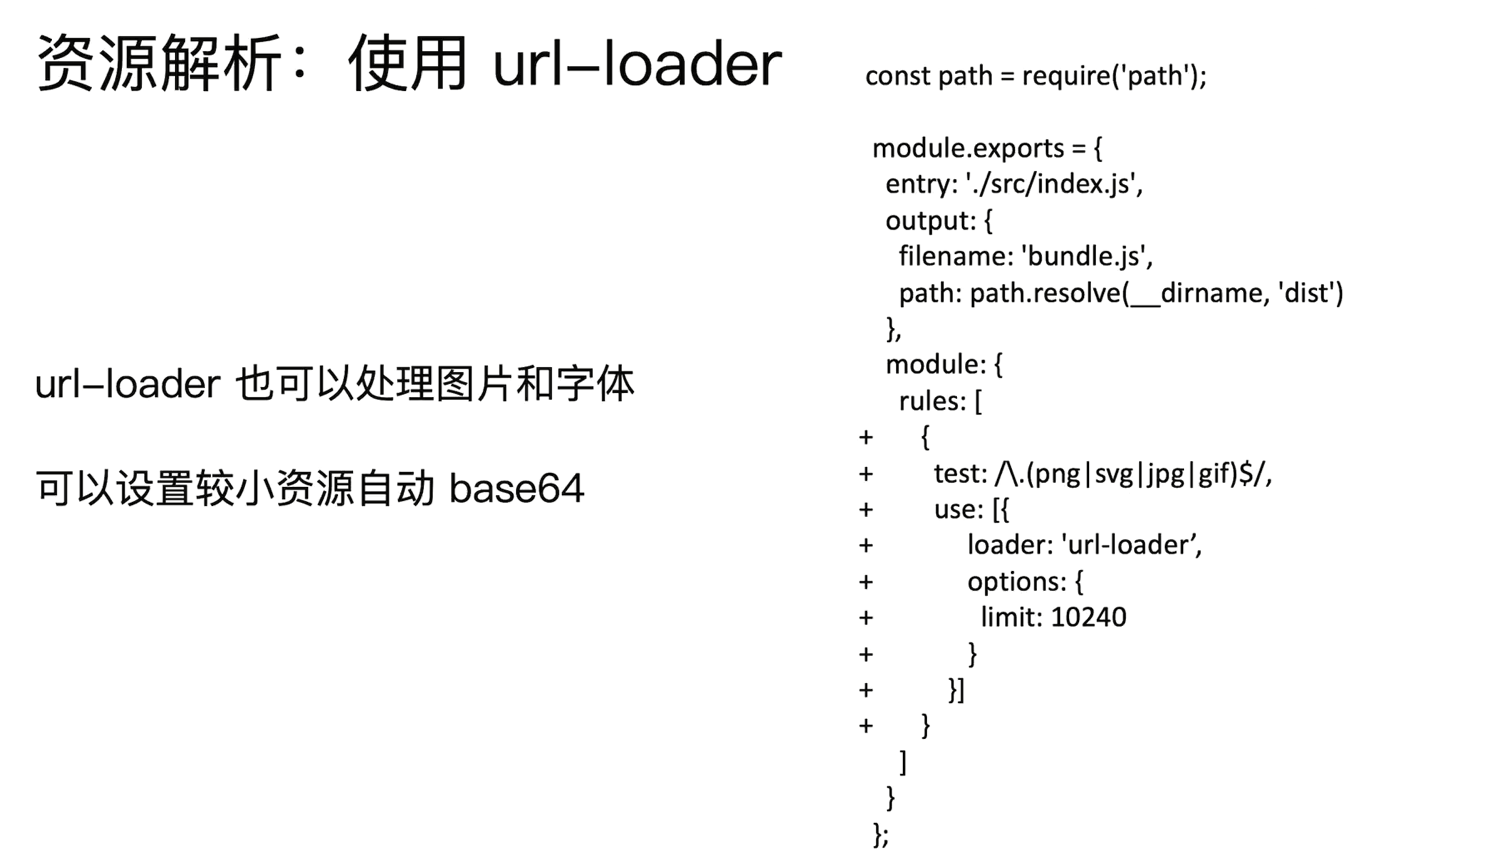 资源解析：使用 url-loader
url-loader 也可以处理图片和字体
可以设置较小资源自动 base64
const path = require('path');
module.exports = {
entry: './src/index.js',
output: {
filename: 'bundle.js',
path: path.resolve(__dirname, 'dist')
},
module: {
rules: [
+ {
+ test: /\.(png|svg|jpg|gif)$/,
+ use: [{
+ loader: 'url-loader’,
+ options: {
+ limit: 10240
+ }
+ }]
+ }
]
}
};